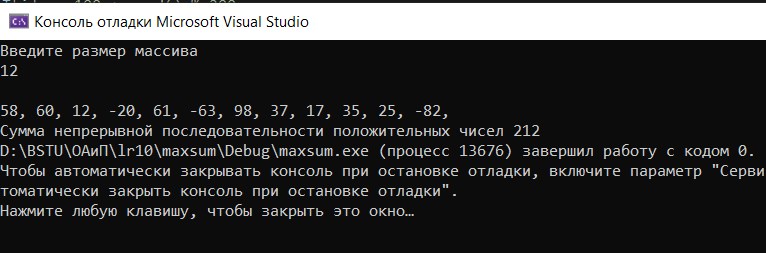 Консоль отладки Microsoft Visual Studio
Введите размер массива
12
58, 60, 12, -20, 61, -63, 98, 37, 17, 35, 25, -82,
Сумма непрерывной последовательности положительных чисел 212
D:\BSTU\ОАиП\lr10\maxsum\Debug\maxsum.exe (процесс 13676) завершил работу с кодом 0.
Чтобы автоматически закрывать консоль при остановке отладки, включите параметр "Серви
томатически закрыть консоль при остановке отладки".
Нажмите любую клавишу, чтобы закрыть это окно…